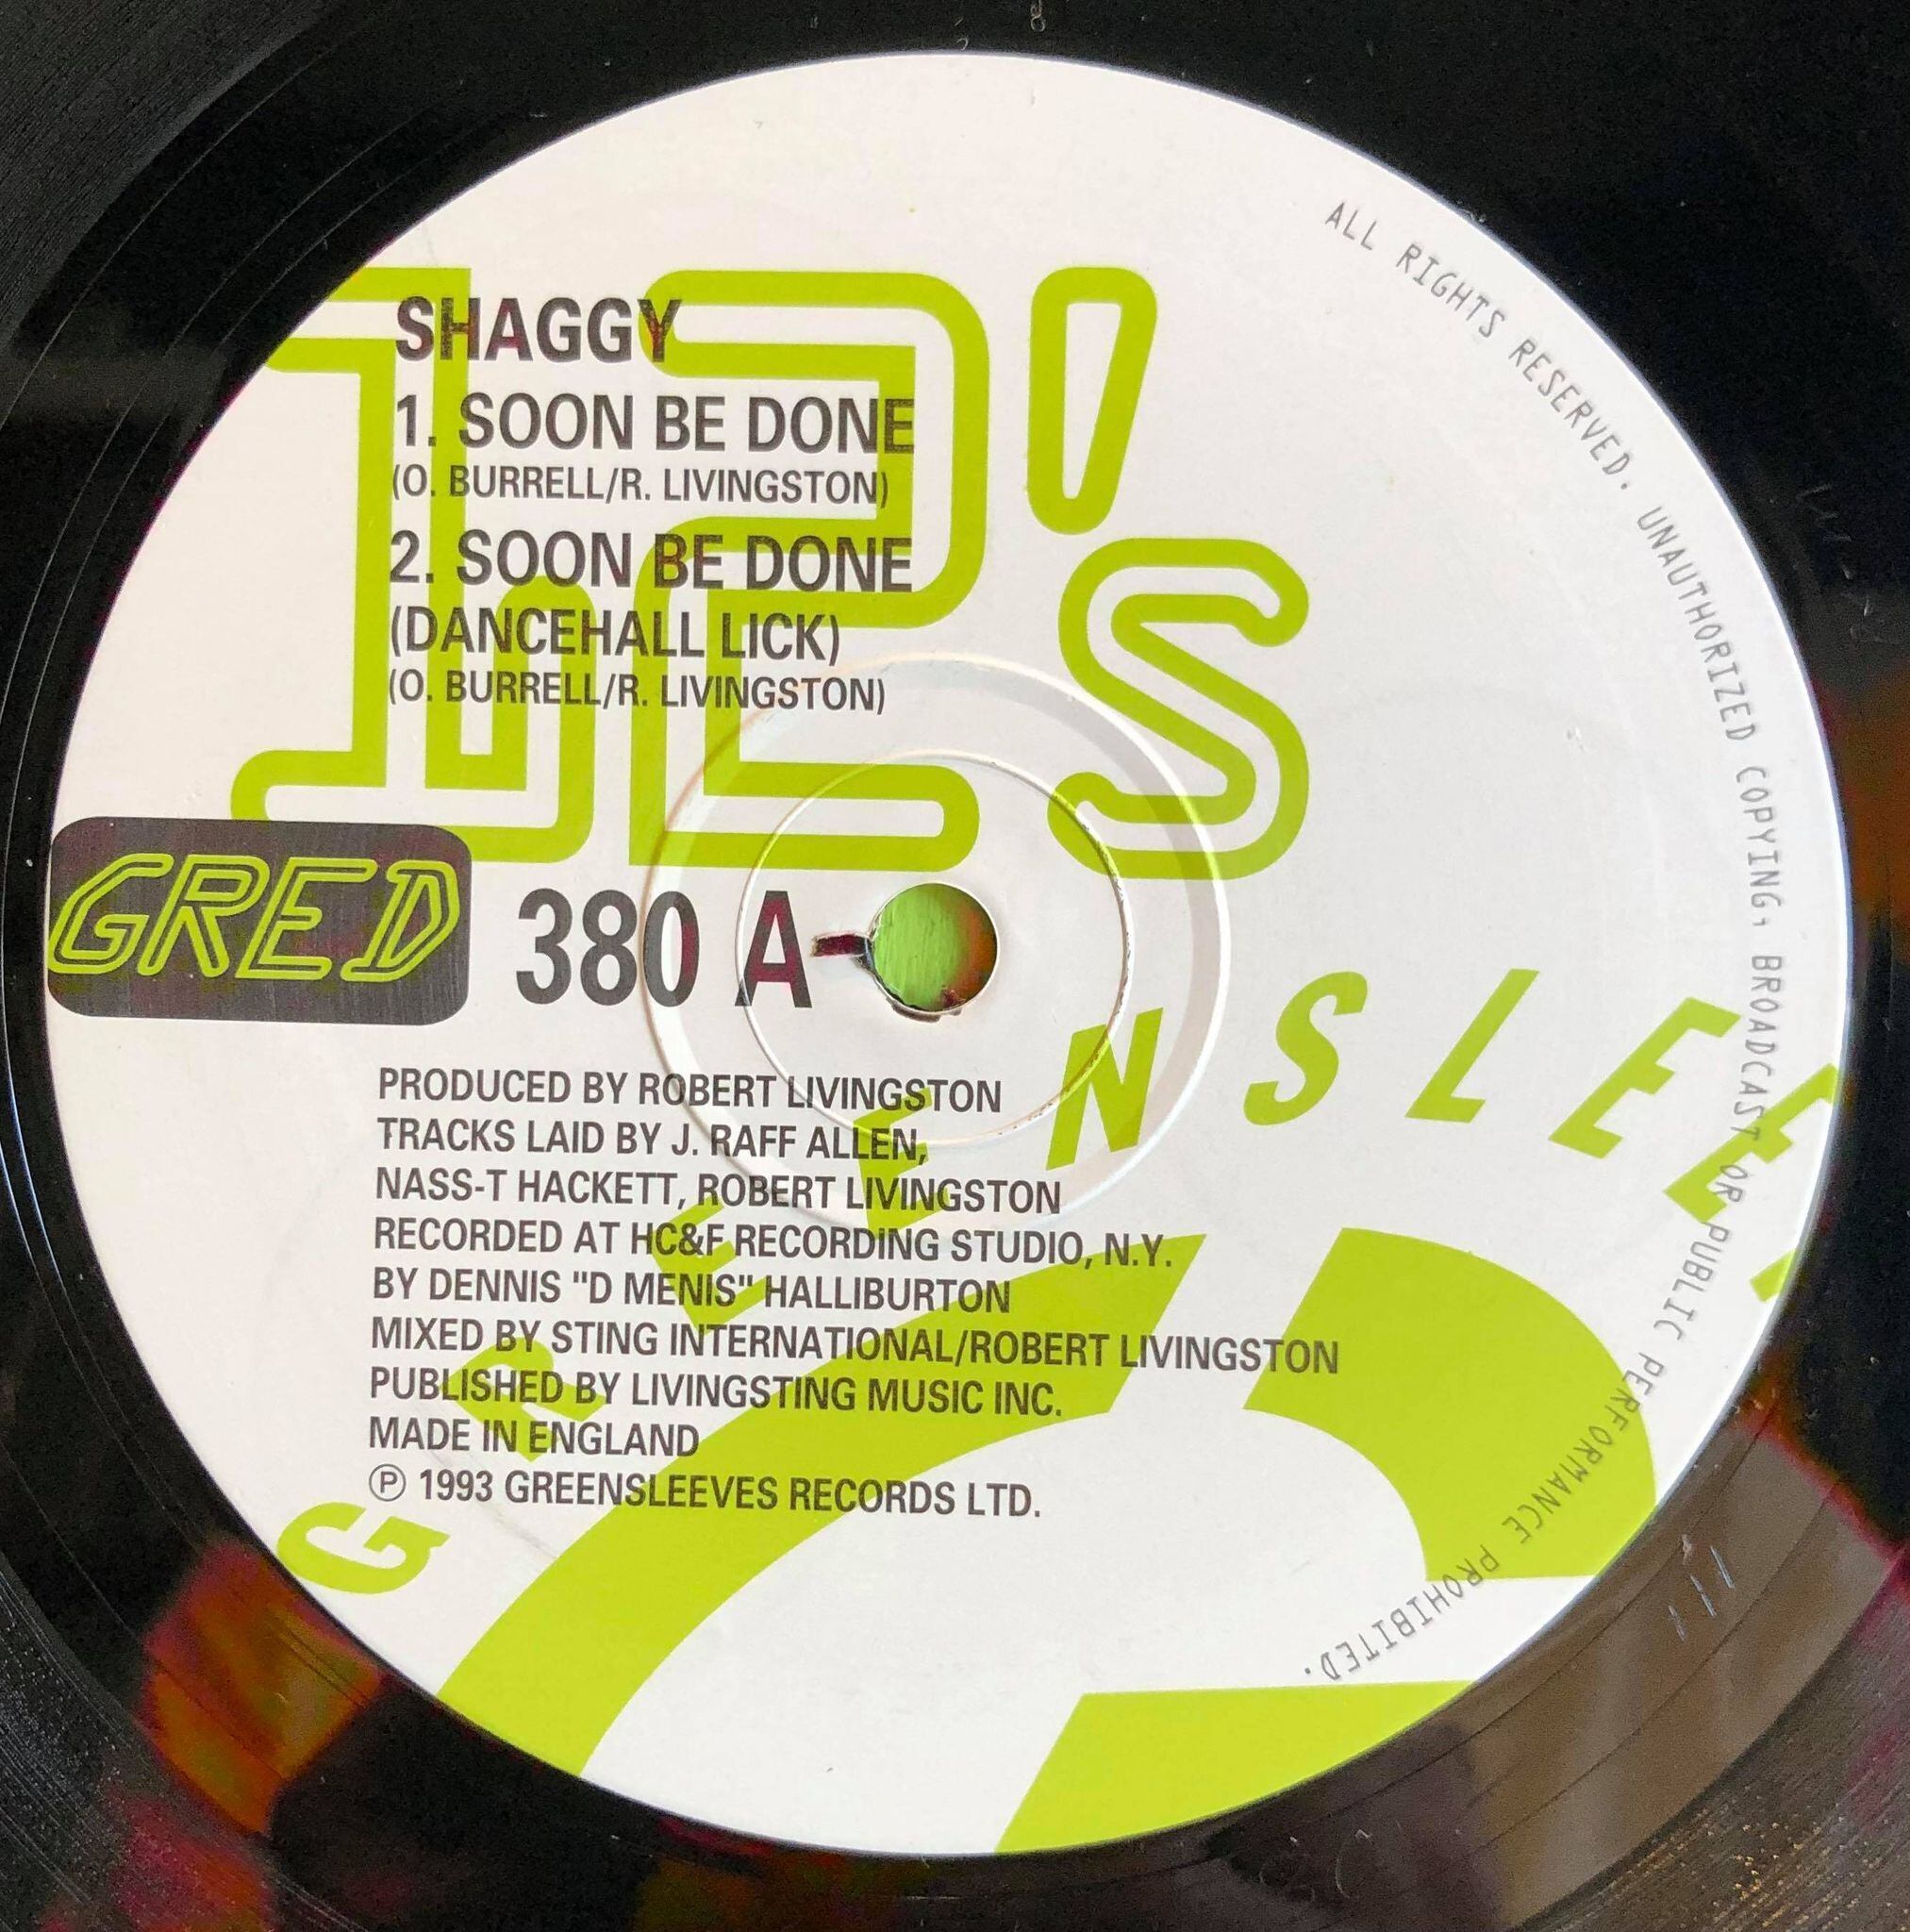 12's
SHAGGY
1. SOON BE DONE
(O. BURRELL/R. LIVINGSTON)
2. SOON BE DONE
(DANCEHALL LICK)
(O. BURRELL/R. LIVINGSTON)
GRED 380 A
PRODUCED BY ROBERT LIVINGSTON
TRACKS LAID BY J. RAFF ALLEN,
NASS-T HACKETT, ROBERT LIVINGSTON
RECORDED AT HC&F RECORDING STUDIO, N.Y.
BY DENNIS "D MENIS" HALLIBURTON
MIXED BY STING INTERNATIONAL/ROBERT LIVINGSTON
PUBLISHED BY LIVINGSTING MUSIC INC.
MADE IN ENGLAND
℗ 1993 GREENSLEEVES RECORDS LTD.
GREENSLEE
ALL RIGHTS RESERVED. UNAUTHORIZED COPYING, BROADCAST OR PUBLIC PERFORMANCE PROHIBITED.